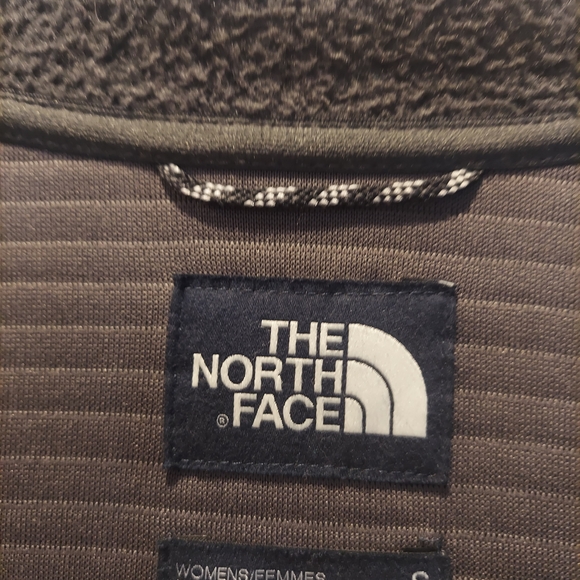 THE
NORTH
® FACE
WOMENS/FEMMES S